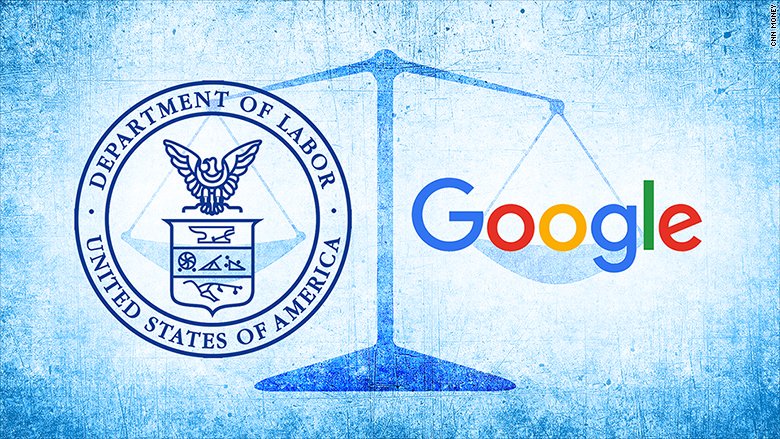 DEPARTMENT OF LABOR
UNITED STATES OF AMERICA
Google
CNN MONEY